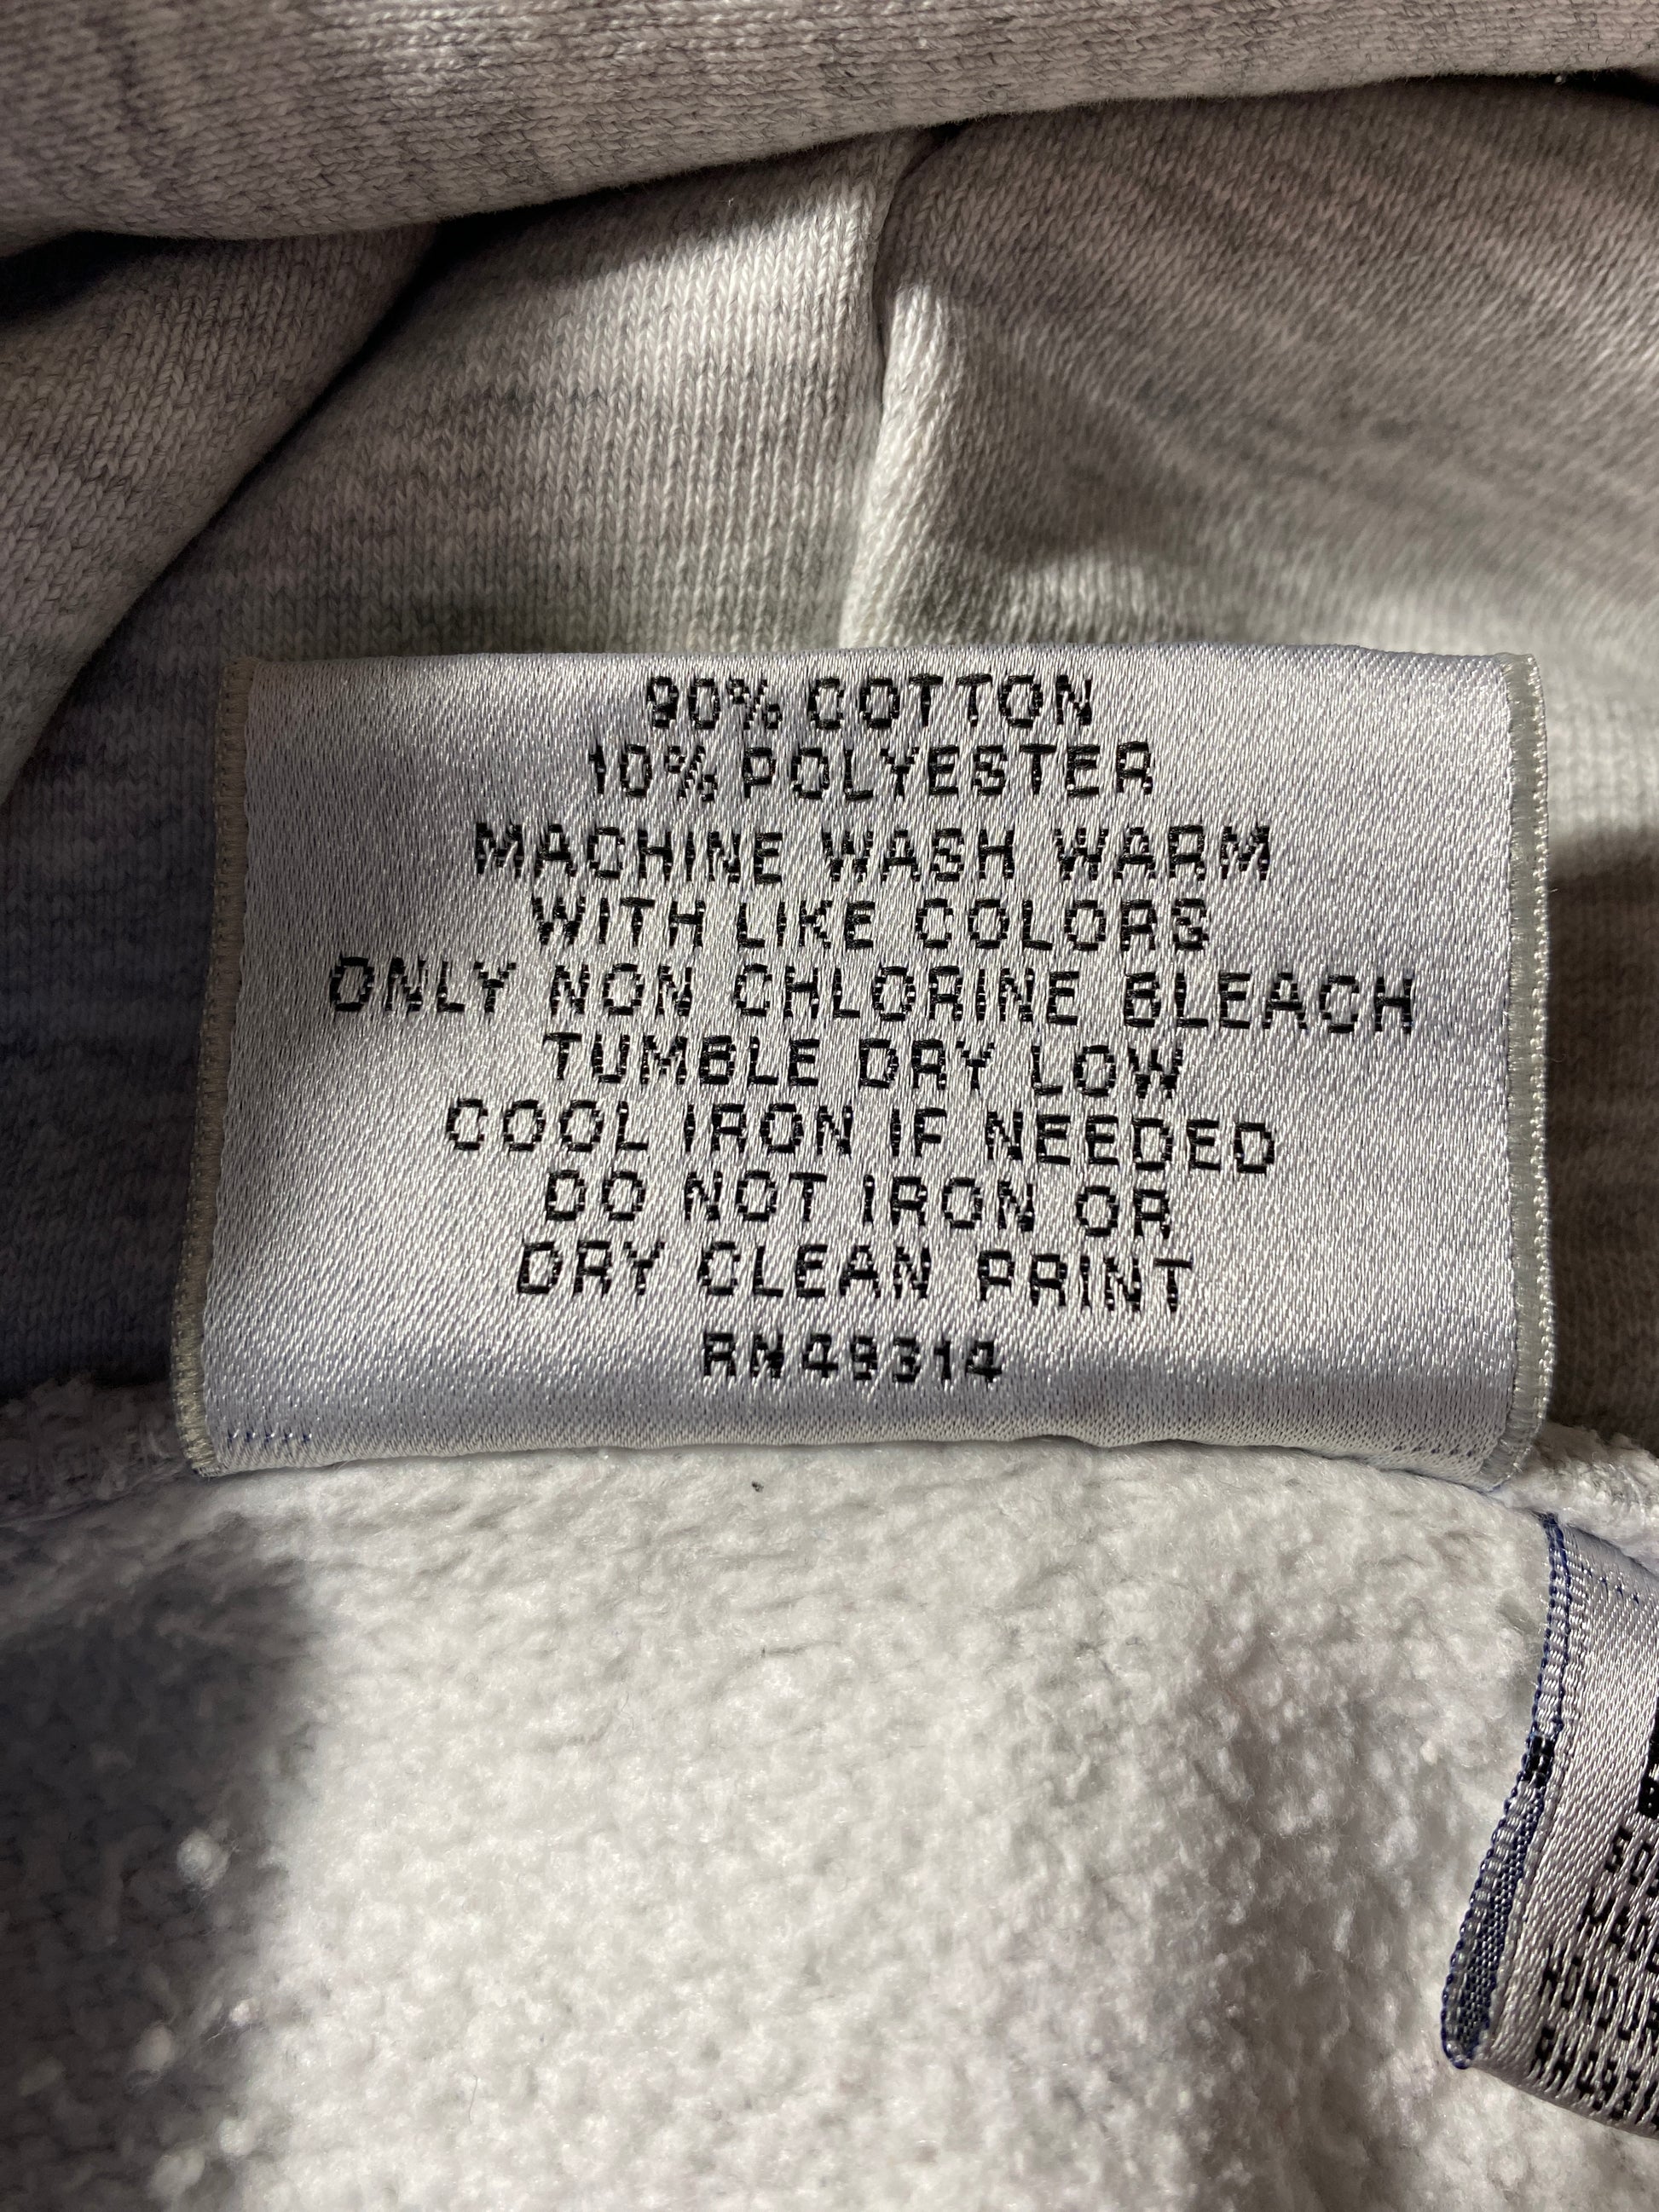 90% COTTON
10% POLYESTER
MACHINE WASH WARM
WITH LIKE COLORS
ONLY NON CHLORINE BLEACH
TUMBLE DRY LOW
COOL IRON IF NEEDED
DO NOT IRON OR
DRY CLEAN PRINT
RN49314